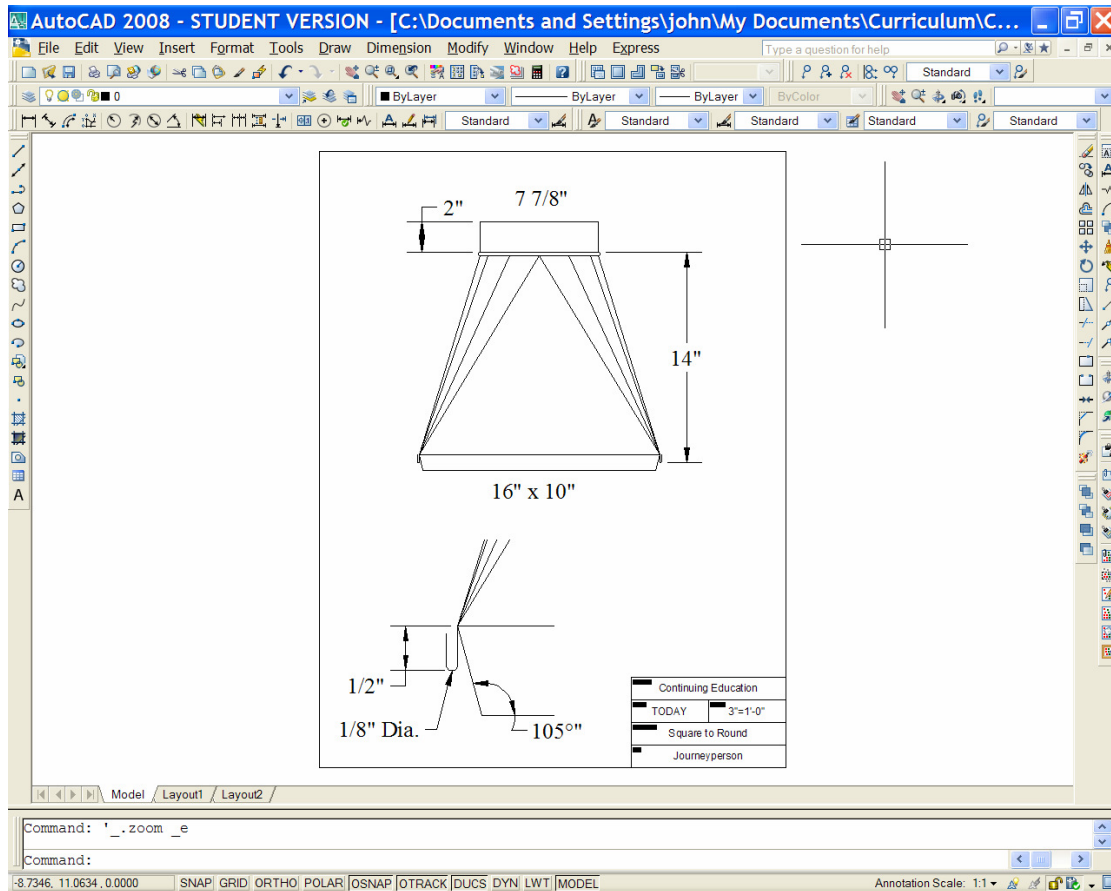 AutoCAD 2008 - STUDENT VERSION - [C:\Documents and Settings\john\My Documents\Curriculum\C...
File Edit View Insert Format Tools Draw Dimension Modify Window Help Express Type a question for help
Standard
0 ByLayer ByLayer ByLayer ByColor
Standard Standard Standard Standard Standard
7 7/8"
2"
14"
16" x 10"
1/2"
1/8" Dia.
105°"
Continuing Education
TODAY 3"=1'-0"
Square to Round
Journeyperson
Model Layout1 Layout2
Command: '_.zoom _e
Command:
-8.7346, 11.0634, 0.0000 SNAP GRID ORTHO POLAR OSNAP OTRACK DUCS DYN LWT MODEL Annotation Scale: 1:1